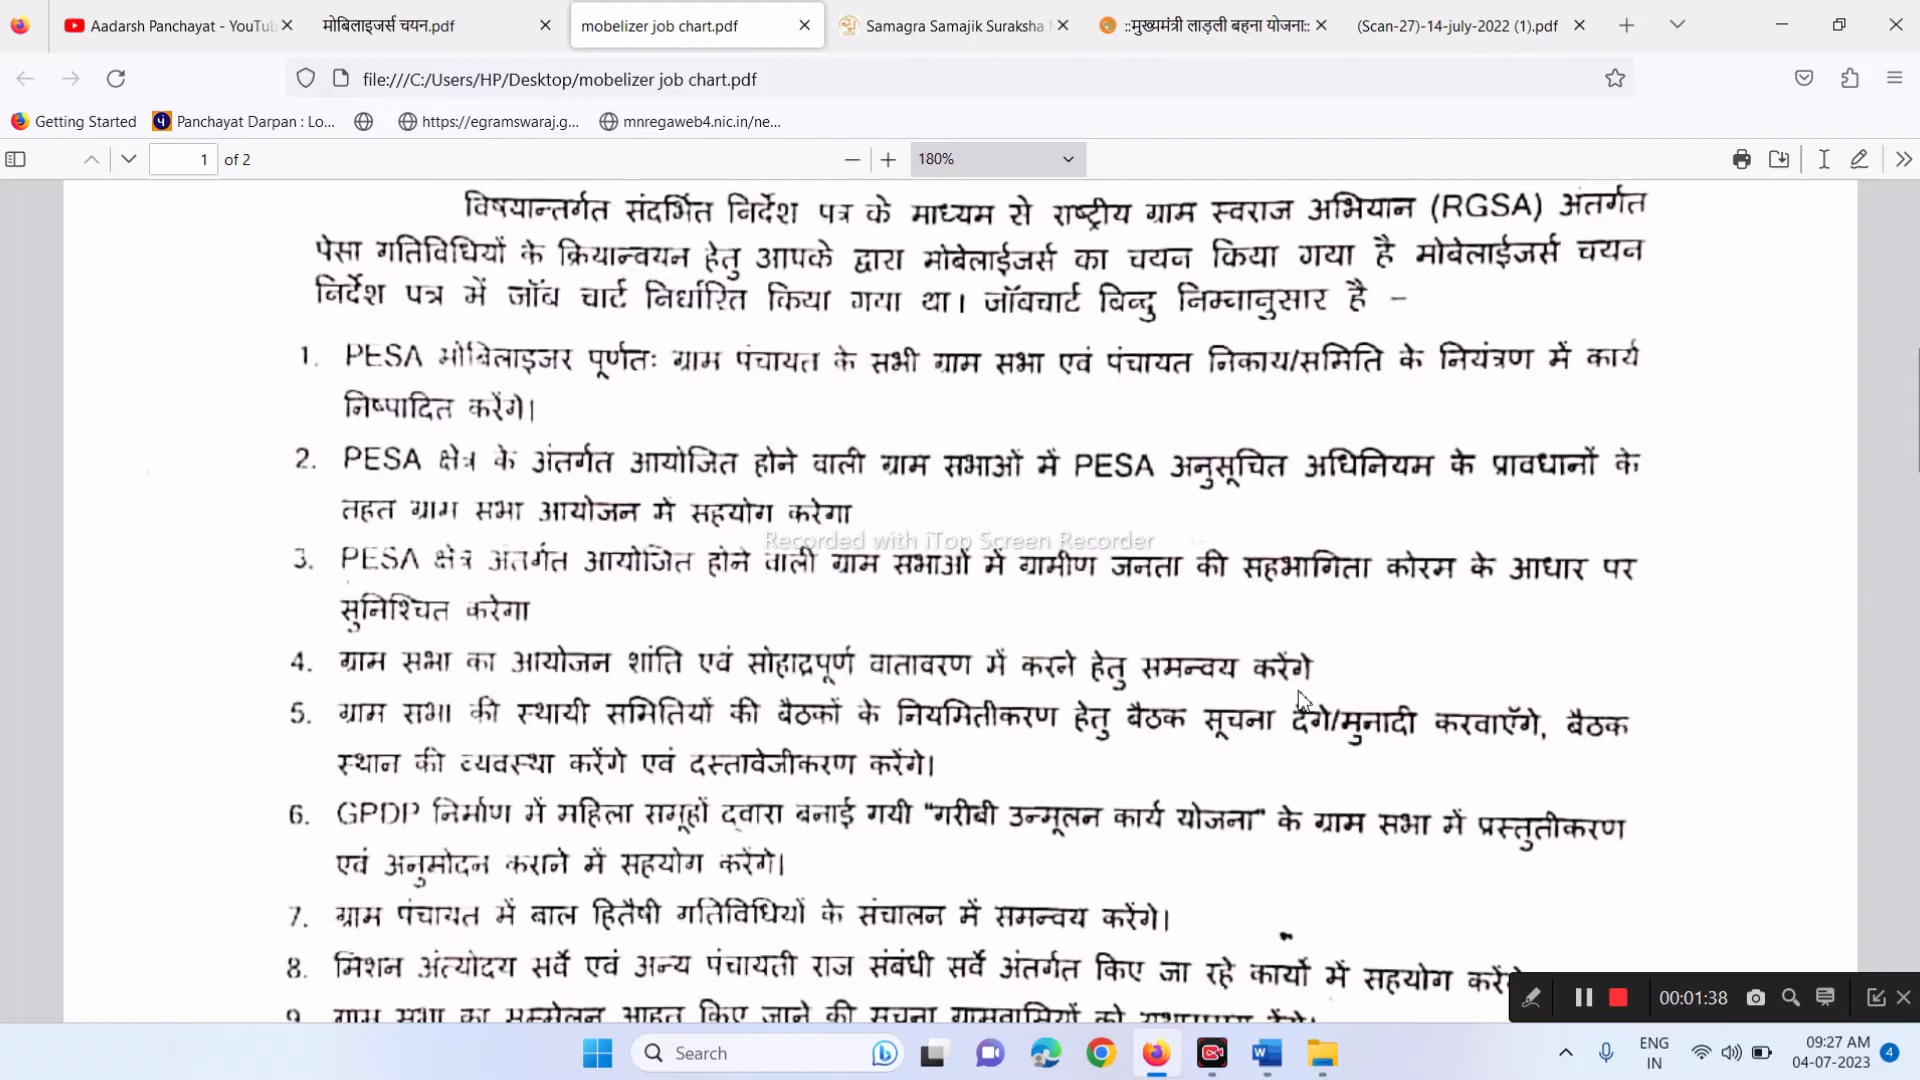 Aadarsh Panchayat - YouTub
मोबिलाइजर्स चयन.pdf
mobelizer job chart.pdf
Samagra Samajik Suraksha
::मुख्यमंत्री लाड़ली बहना योजना::
(Scan-27)-14-july-2022 (1).pdf
file:///C:/Users/HP/Desktop/mobelizer job chart.pdf
Getting Started
Panchayat Darpan : Lo...
https://egramswaraj.g...
mnregaweb4.nic.in/ne...
1 of 2
180%
विषयान्तर्गत संदर्भित निर्देश पत्र के माध्यम से राष्ट्रीय ग्राम स्वराज अभियान (RGSA) अंतर्गत
पेसा गतिविधियों के क्रियान्वयन हेतु आपके द्वारा मोबेलाईजर्स का चयन किया गया है मोबेलाईजर्स चयन
निर्देश पत्र में जॉब चार्ट निर्धारित किया गया था। जॉबचार्ट बिन्दु निम्नानुसार है –
1. PESA मोबिलाइजर पूर्णतः ग्राम पंचायत के सभी ग्राम सभा एवं पंचायत निकाय/समिति के नियंत्रण में कार्य
निष्पादित करेंगे।
2. PESA क्षेत्र के अंतर्गत आयोजित होने वाली ग्राम सभाओं में PESA अनुसूचित अधिनियम के प्रावधानों के
तहत ग्राम सभा आयोजन में सहयोग करेगा
Recorded with iTop Screen Recorder
3. PESA क्षेत्र अंतर्गत आयोजित होने वाली ग्राम सभाओं में ग्रामीण जनता की सहभागिता कोरम के आधार पर
सुनिश्चित करेगा
4. ग्राम सभा का आयोजन शांति एवं सोहाद्रपूर्ण वातावरण में करने हेतु समन्वय करेंगे
5. ग्राम सभा की स्थायी समितियों की बैठकों के नियमितीकरण हेतु बैठक सूचना देंगे/मुनादी करवाऍगे, बैठक
स्थान की व्यवस्था करेंगे एवं दस्तावेजीकरण करेंगे।
6. GPDP निर्माण में महिला समूहों द्वारा बनाई गयी "गरीबी उन्मूलन कार्य योजना" के ग्राम सभा में प्रस्तुतीकरण
एवं अनुमोदन कराने में सहयोग करेंगे।
7. ग्राम पंचायत में बाल हितैषी गतिविधियों के संचालन में समन्वय करेंगे।
8. मिशन अंत्योदय सर्वे एवं अन्य पंचायती राज संबंधी सर्वे अंतर्गत किए जा रहे कार्यो में सहयोग
9. ग्राम सभा का सम्मेलन आहूत किए जाने की सूचना ग्रामवासियों को
00:01:38
Search
ENG
IN
09:27 AM
04-07-2023
4